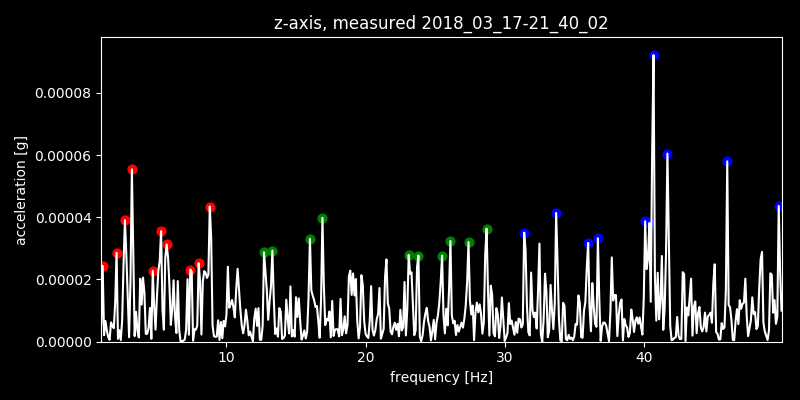 z-axis, measured 2018_03_17-21_40_02
acceleration [g]
0.00008
0.00006
0.00004
0.00002
0.00000
10 20 30 40
frequency [Hz]